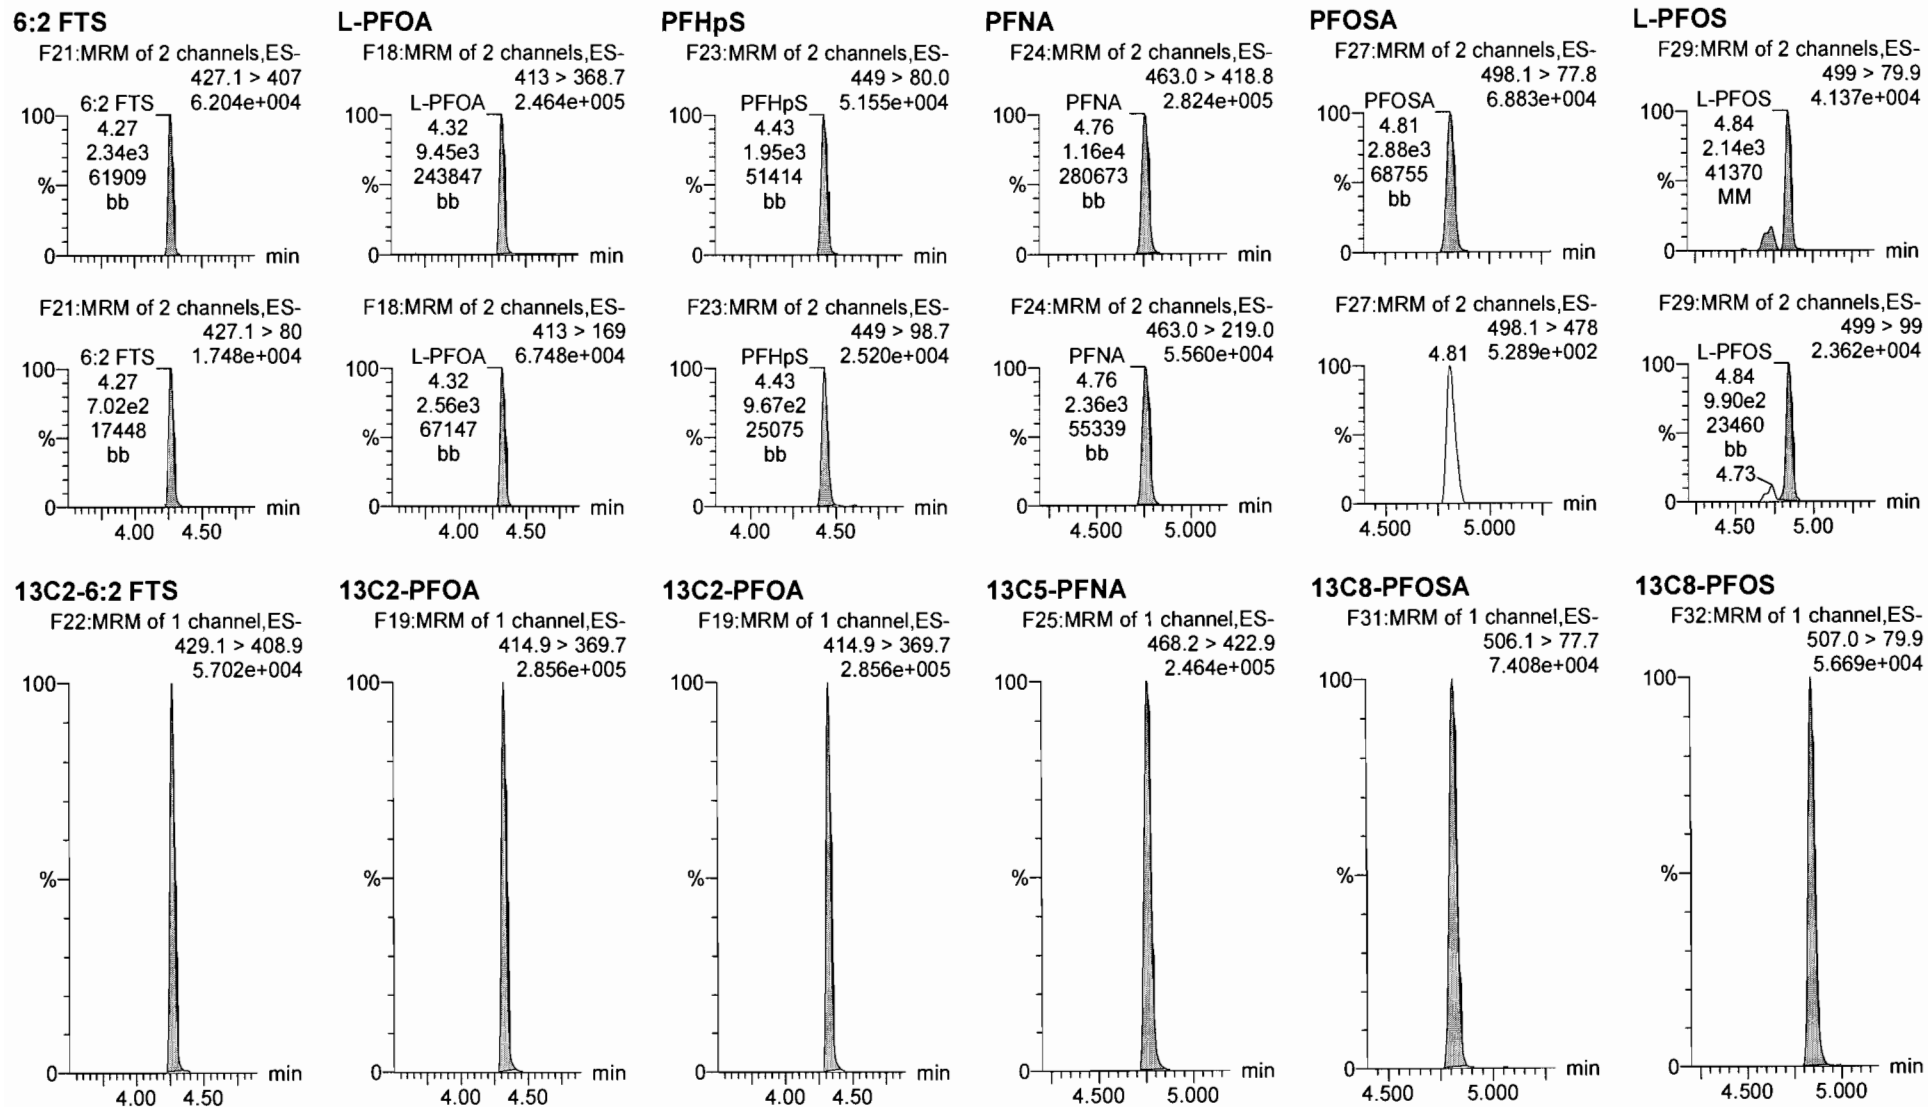 6:2 FTS
F21:MRM of 2 channels,ES-
427.1 > 407
6.204e+004
100
6:2 FTS
4.27
2.34e3
61909
bb
%
0
min
L-PFOA
F18:MRM of 2 channels,ES-
413 > 368.7
2.464e+005
100
L-PFOA
4.32
9.45e3
243847
bb
%
0
min
PFHpS
F23:MRM of 2 channels,ES-
449 > 80.0
5.155e+004
100
PFHpS
4.43
1.95e3
51414
bb
%
0
min
PFNA
F24:MRM of 2 channels,ES-
463.0 > 418.8
2.824e+005
100
PFNA
4.76
1.16e4
280673
bb
%
0
min
PFOSA
F27:MRM of 2 channels,ES-
498.1 > 77.8
6.883e+004
100
PFOSA
4.81
2.88e3
68755
bb
%
0
min
L-PFOS
F29:MRM of 2 channels,ES-
499 > 79.9
4.137e+004
100
L-PFOS
4.84
2.14e3
41370
MM
%
0
min
F21:MRM of 2 channels,ES-
427.1 > 80
1.748e+004
100
6:2 FTS
4.27
7.02e2
17448
bb
%
0
min
4.00 4.50
F18:MRM of 2 channels,ES-
413 > 169
6.748e+004
100
L-PFOA
4.32
2.56e3
67147
bb
%
0
min
4.00 4.50
F23:MRM of 2 channels,ES-
449 > 98.7
2.520e+004
100
PFHpS
4.43
9.67e2
25075
bb
%
0
min
4.00 4.50
F24:MRM of 2 channels,ES-
463.0 > 219.0
5.560e+004
100
PFNA
4.76
2.36e3
55339
bb
%
0
min
4.500 5.000
F27:MRM of 2 channels,ES-
498.1 > 478
4.81 5.289e+002
100
%
0
min
4.500 5.000
F29:MRM of 2 channels,ES-
499 > 99
2.362e+004
100
L-PFOS
4.84
9.90e2
23460
bb
4.73
%
0
min
4.50 5.00
13C2-6:2 FTS
F22:MRM of 1 channel,ES-
429.1 > 408.9
5.702e+004
100
%
0
min
4.00 4.50
13C2-PFOA
F19:MRM of 1 channel,ES-
414.9 > 369.7
2.856e+005
100
%
0
min
4.00 4.50
13C2-PFOA
F19:MRM of 1 channel,ES-
414.9 > 369.7
2.856e+005
100
%
0
min
4.00 4.50
13C5-PFNA
F25:MRM of 1 channel,ES-
468.2 > 422.9
2.464e+005
100
%
0
min
4.500 5.000
13C8-PFOSA
F31:MRM of 1 channel,ES-
506.1 > 77.7
7.408e+004
100
%
0
min
4.500 5.000
13C8-PFOS
F32:MRM of 1 channel,ES-
507.0 > 79.9
5.669e+004
100
%
0
min
4.500 5.000